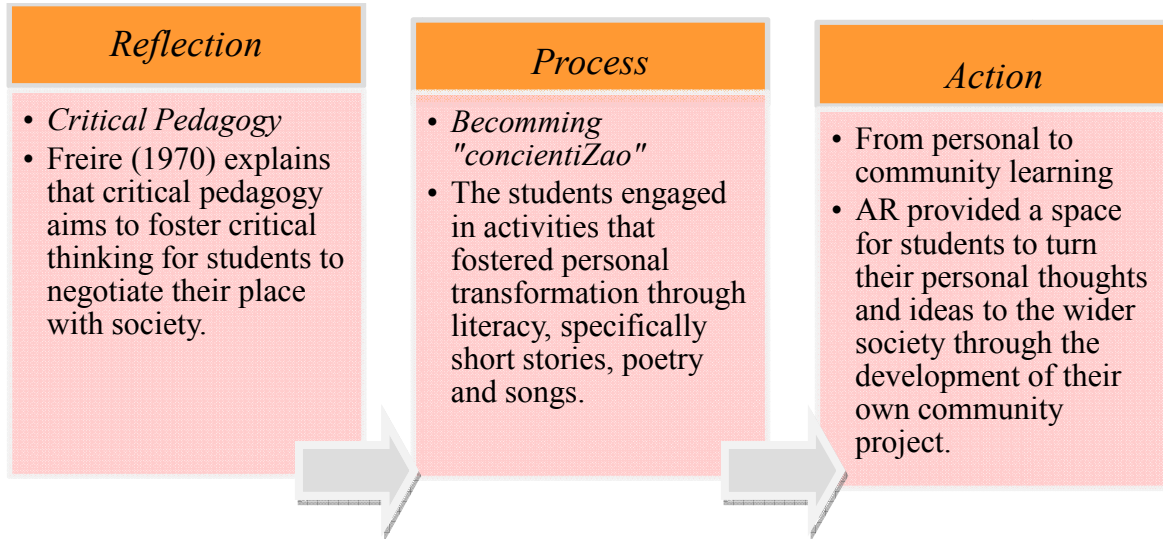 Reflection
• Critical Pedagogy
• Freire (1970) explains
that critical pedagogy
aims to foster critical
thinking for students to
negotiate their place
with society.
Process
• Becomming
"concientiZao"
• The students engaged
in activities that
fostered personal
transformation through
literacy, specifically
short stories, poetry
and songs.
Action
• From personal to
community learning
• AR provided a space
for students to turn
their personal thoughts
and ideas to the wider
society through the
development of their
own community
project.